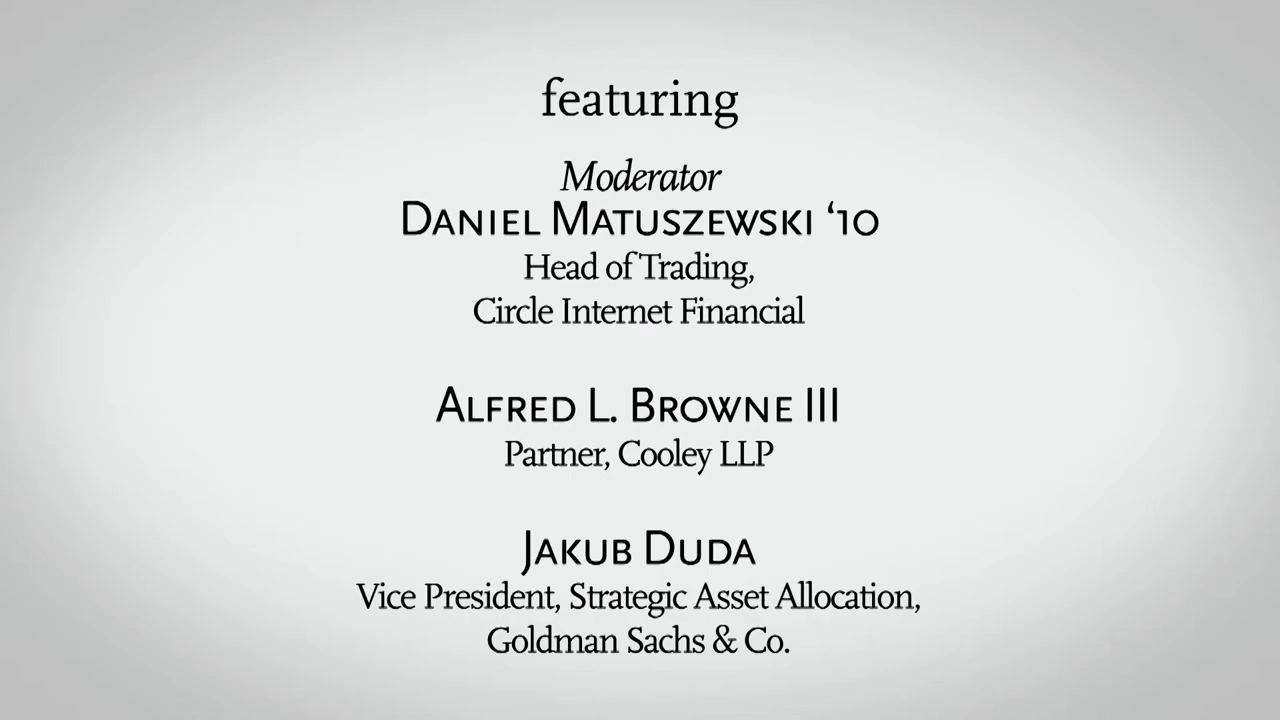 featuring
Moderator
Daniel Matuszewski ‘10
Head of Trading,
Circle Internet Financial
Alfred L. Browne III
Partner, Cooley LLP
Jakub Duda
Vice President, Strategic Asset Allocation,
Goldman Sachs & Co.